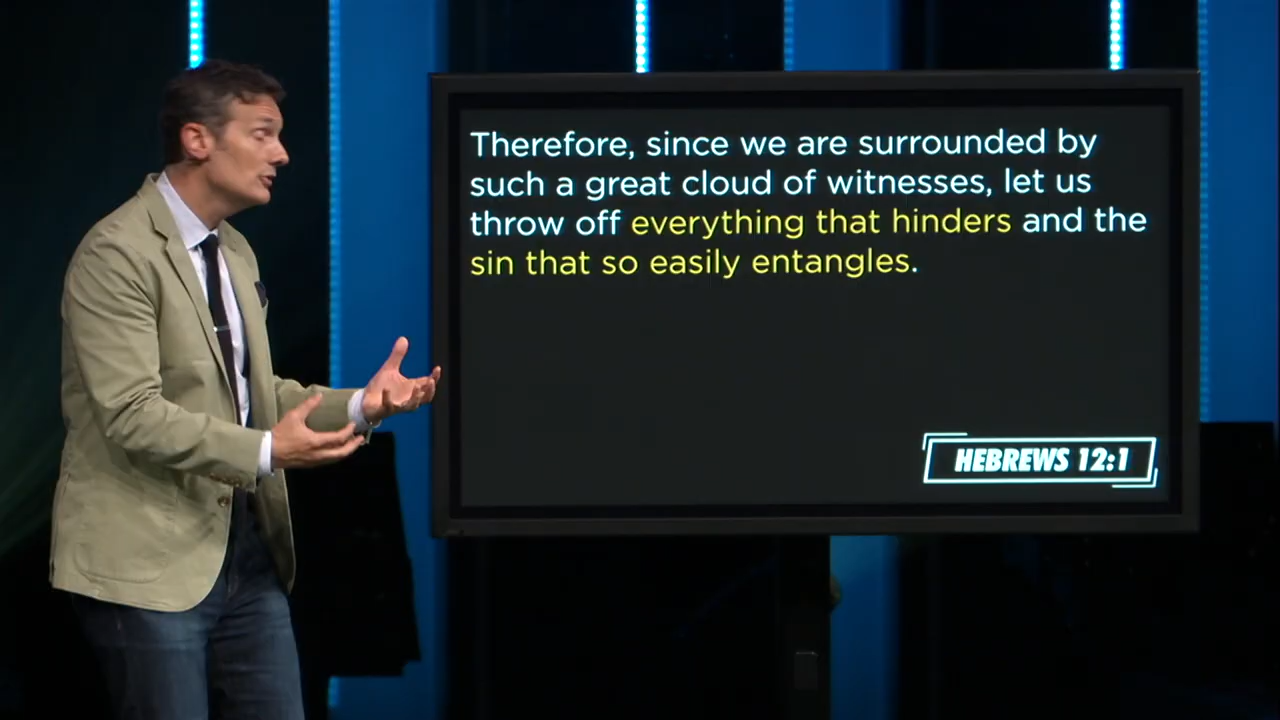 Therefore, since we are surrounded by
such a great cloud of witnesses, let us
throw off everything that hinders and the
sin that so easily entangles.
HEBREWS 12:1